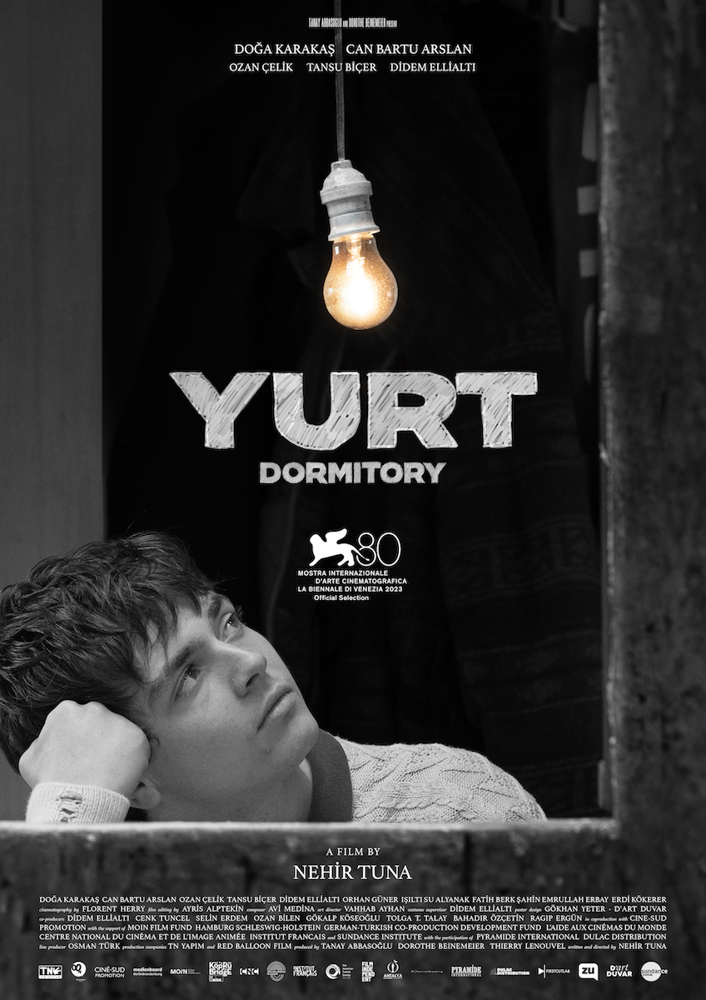 TANAY ABBASOĞLU AND DOROTHE BEINEMEIER PRESENT
DOĞA KARAKAŞ CAN BARTU ARSLAN
OZAN ÇELİK TANSU BİÇER DİDEM ELLİALTI
YURT
DORMITORY
80
MOSTRA INTERNAZIONALE
D'ARTE CINEMATOGRAFICA
LA BIENNALE DI VENEZIA 2023
Official Selection
A FILM BY
NEHİR TUNA
DOĞA KARAKAŞ CAN BARTU ARSLAN OZAN ÇELİK TANSU BİÇER DİDEM ELLİALTI ORHAN GÜNER IŞILTI SU ALYANAK FATİH BERK ŞAHİN EMRULLAH ERBAY ERDİ KÖKERER
cinematography by FLORENT HERRY film editing by AYRİS ALPTEKİN composer AVİ MEDİNA art director VAHHAB AYHAN costume supervisor DİDEM ELLİALTI poster design GÖKHAN YETER - D'ART DUVAR
co-producers DİDEM ELLİALTI CENK TUNCEL SELİN ERDEM OZAN BİLEN GÖKALP KÖSEOĞLU TOLGA T. TALAY BAHADIR ÖZÇETİN RAGIP ERGÜN in coproduction with CINE-SUD
PROMOTION with the support of MOIN FILM FUND HAMBURG SCHLESWIG-HOLSTEIN GERMAN-TURKISH CO-PRODUCTION DEVELOPMENT FUND L'AIDE AUX CINÉMAS DU MONDE
CENTRE NATIONAL DU CINÉMA ET DE L'IMAGE ANIMÉE INSTITUT FRANCAIS and SUNDANCE INSTITUTE with the participation of PYRAMIDE INTERNATIONAL DULAC DISTRIBUTION
line producer OSMAN TÜRK production companies TN YAPIM and RED BALLOON FILM produced by TANAY ABBASOĞLU DOROTHE BEINEMEIER THIERRY LENOUVEL written and directed by NEHİR TUNA
TNY CINÉ-SUD PROMOTION medienboard BerlinBrandenburg MOIN KöpRü BRidgE CNC INSTITUT FRANÇAIS FILM INDEPENDENT ANTALYA PYRAMIDE INTERNATIONAL DULAC DISTRIBUTION FIRSTCUTLAB zu D'art DUVAR sundance institute